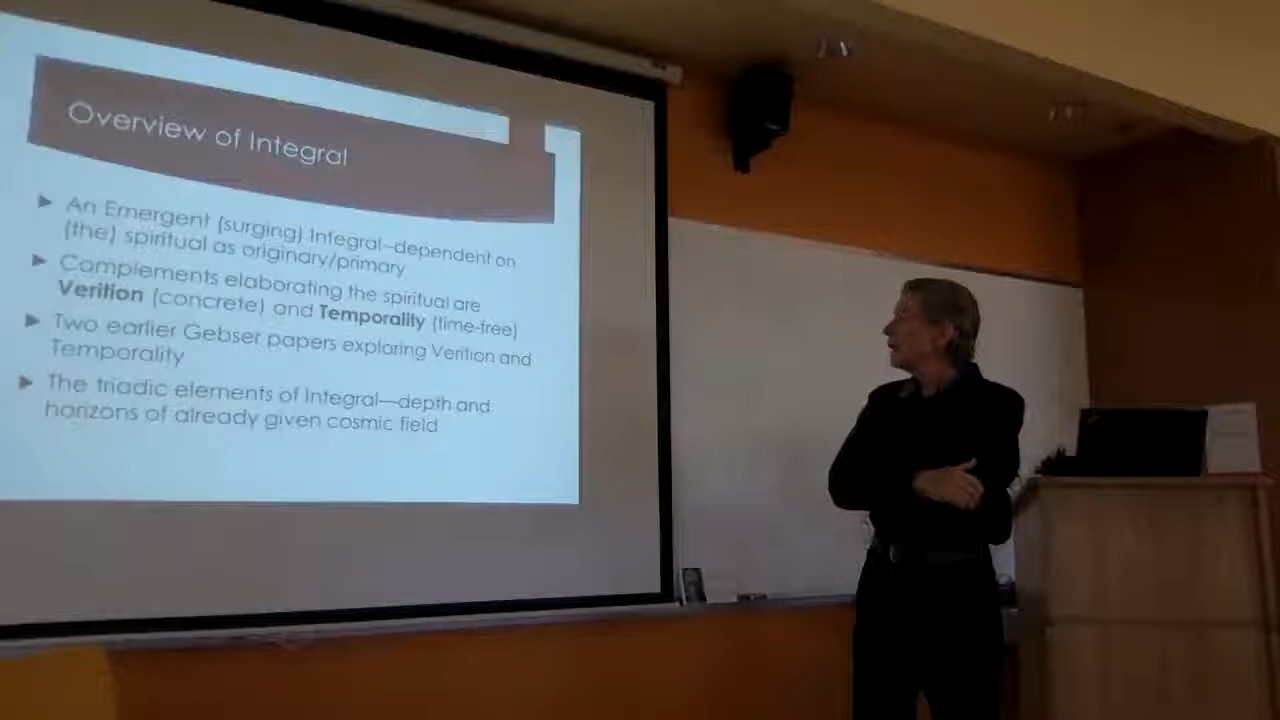 Overview of Integral
An Emergent (surging) Integral–dependent on
(the) spiritual as originary/primary
Complements elaborating the spiritual are
Verition (concrete) and Temporality (time-free)
Two earlier Gebser papers exploring Verition and
Temporality
The triadic elements of Integral—depth and
horizons of already given cosmic field